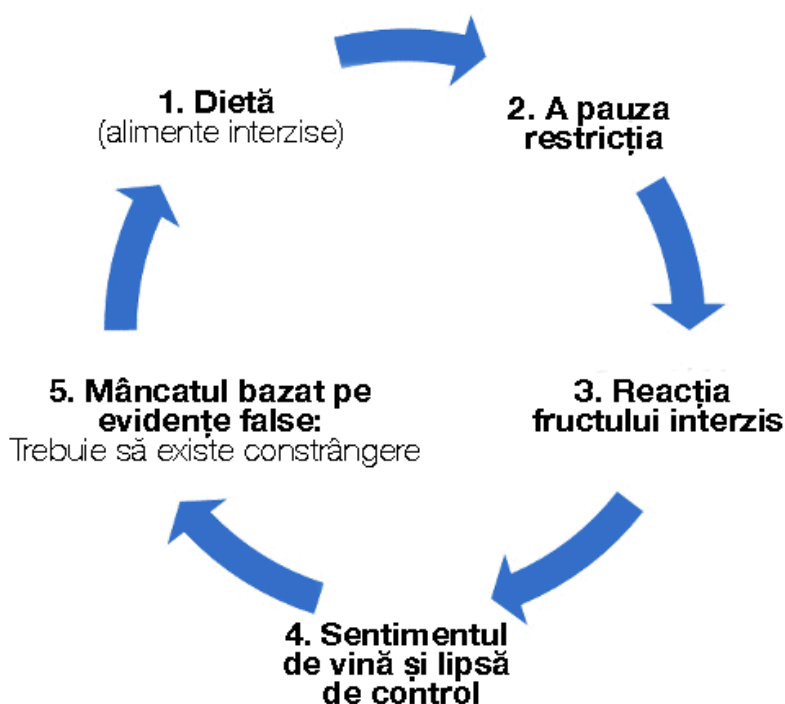 1. Dietă
(alimente interzise)
2. A pauza
restricția
3. Reacția
fructului interzis
4. Sentimentul
de vină și lipsă
de control
5. Mâncatul bazat pe
evidențe false:
Trebuie să existe constrângere